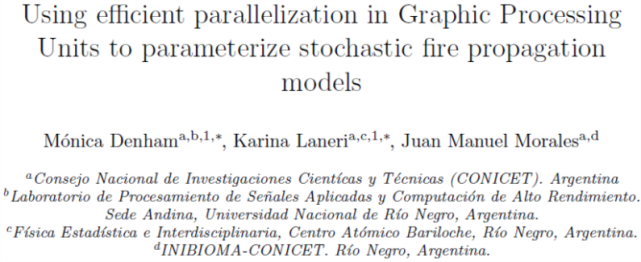 Using efficient parallelization in Graphic Processing
Units to parameterize stochastic fire propagation
models
Mónica Denham^a,b,1,*, Karina Laneri^a,c,1,*, Juan Manuel Morales^a,d
^a Consejo Nacional de Investigaciones Cientícas y Técnicas (CONICET). Argentina
^b Laboratorio de Procesamiento de Señales Aplicadas y Computación de Alto Rendimiento.
Sede Andina, Universidad Nacional de Río Negro, Argentina.
^c Física Estadística e Interdisciplinaria, Centro Atómico Bariloche, Río Negro, Argentina.
^d INIBIOMA-CONICET. Río Negro, Argentina.